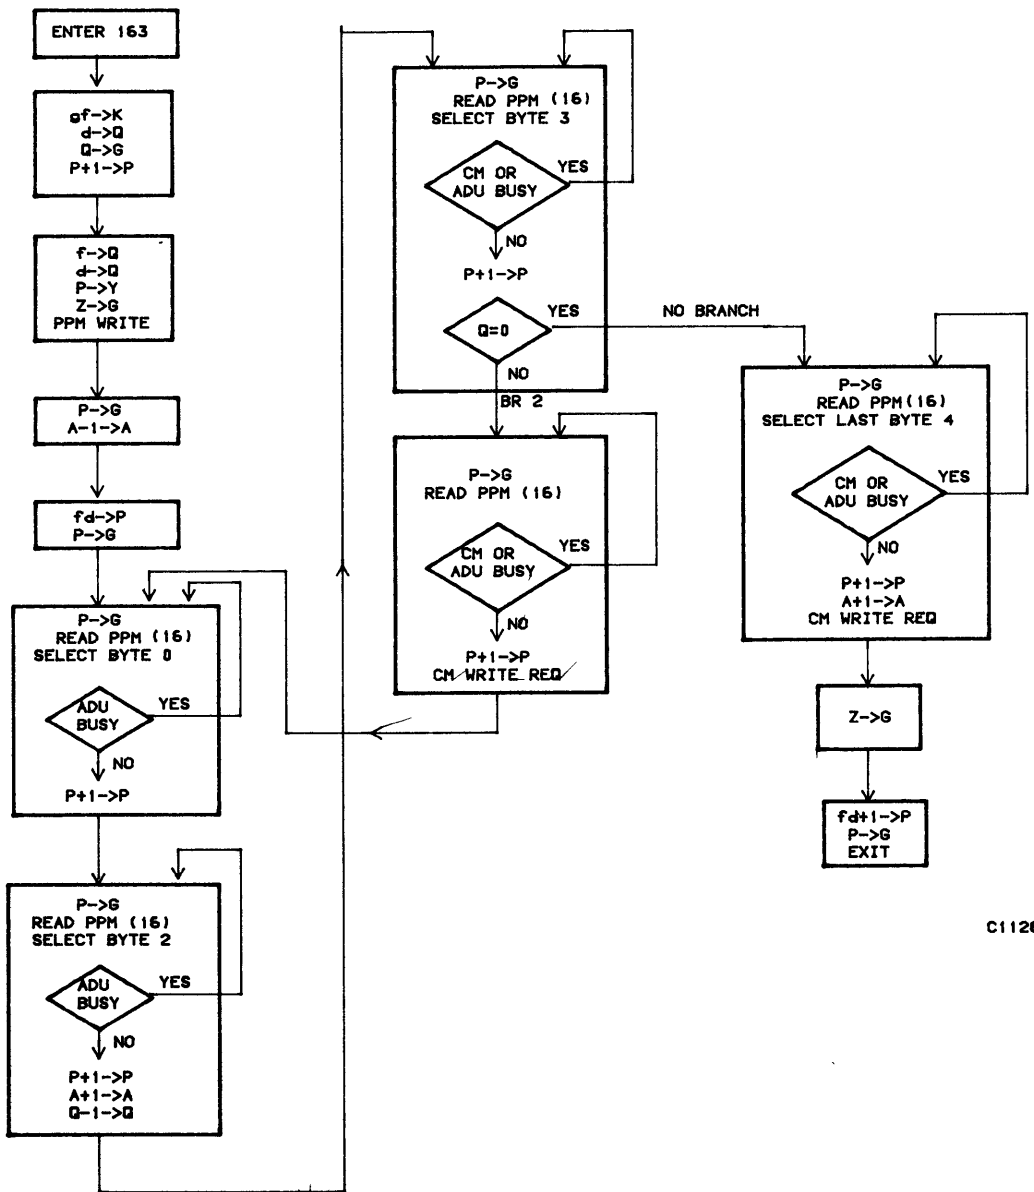 ENTER 163
gf->K
d->Q
Q->G
P+1->P
f->Q
d->Q
P->Y
Z->G
PPM WRITE
P->G
A-1->A
fd->P
P->G
P->G
READ PPM (16)
SELECT BYTE 0
ADU
BUSY
YES
NO
P+1->P
P->G
READ PPM (16)
SELECT BYTE 2
ADU
BUSY
YES
NO
P+1->P
A+1->A
Q-1->Q
P->G
READ PPM (16)
SELECT BYTE 3
CM OR
ADU BUSY
YES
NO
P+1->P
Q=0
YES
NO BRANCH
NO
BR 2
P->G
READ PPM (16)
CM OR
ADU BUSY
YES
NO
P+1->P
CM WRITE REQ
P->G
READ PPM(16)
SELECT LAST BYTE 4
CM OR
ADU BUSY
YES
NO
P+1->P
A+1->A
CM WRITE REQ
Z->G
fd+1->P
P->G
EXIT